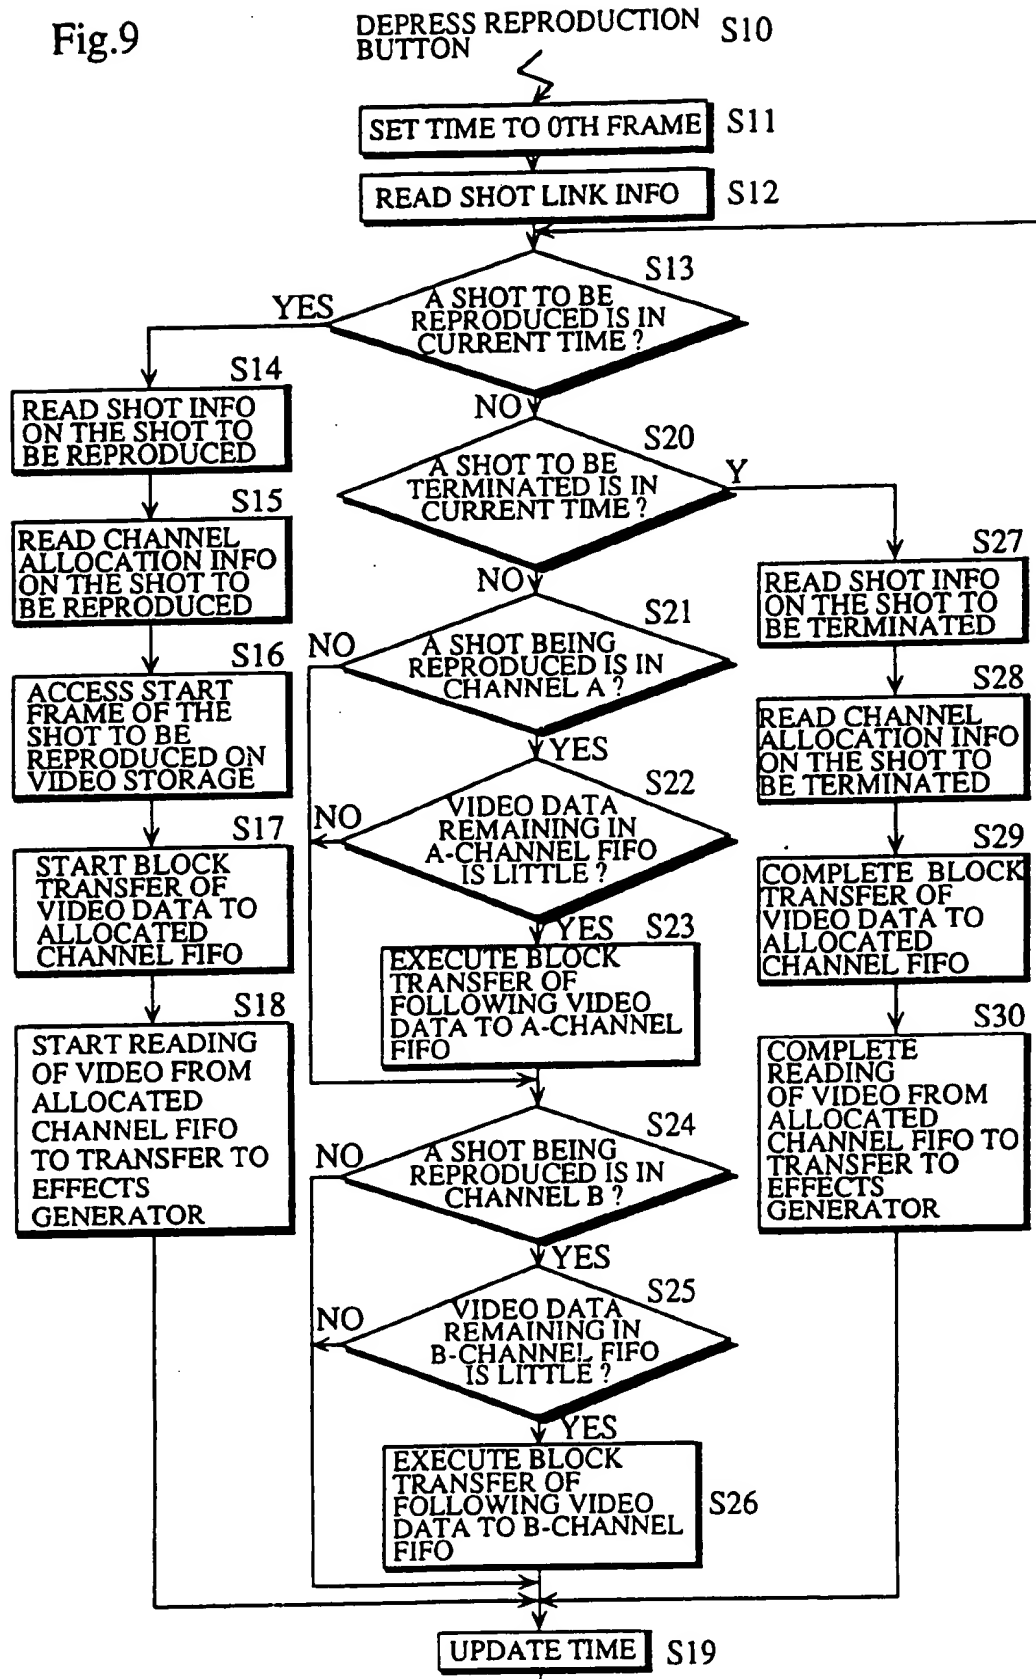 Fig.9
DEPRESS REPRODUCTION
BUTTON
S10
SET TIME TO 0TH FRAME
S11
READ SHOT LINK INFO
S12
S13
A SHOT TO BE
REPRODUCED IS IN
CURRENT TIME ?
YES
NO
S14
READ SHOT INFO
ON THE SHOT TO
BE REPRODUCED
S15
READ CHANNEL
ALLOCATION INFO
ON THE SHOT TO
BE REPRODUCED
S16
ACCESS START
FRAME OF THE
SHOT TO BE
REPRODUCED ON
VIDEO STORAGE
S17
START BLOCK
TRANSFER OF
VIDEO DATA TO
ALLOCATED
CHANNEL FIFO
S18
START READING
OF VIDEO FROM
ALLOCATED
CHANNEL FIFO
TO TRANSFER TO
EFFECTS
GENERATOR
S20
A SHOT TO BE
TERMINATED IS IN
CURRENT TIME ?
Y
NO
S21
A SHOT BEING
REPRODUCED IS IN
CHANNEL A ?
NO
YES
S22
VIDEO DATA
REMAINING IN
A-CHANNEL FIFO
IS LITTLE ?
NO
YES
S23
EXECUTE BLOCK
TRANSFER OF
FOLLOWING VIDEO
DATA TO A-CHANNEL
FIFO
S24
A SHOT BEING
REPRODUCED IS IN
CHANNEL B ?
NO
YES
S25
VIDEO DATA
REMAINING IN
B-CHANNEL FIFO
IS LITTLE ?
NO
YES
EXECUTE BLOCK
TRANSFER OF
FOLLOWING VIDEO
DATA TO B-CHANNEL
FIFO
S26
S27
READ SHOT INFO
ON THE SHOT TO
BE TERMINATED
S28
READ CHANNEL
ALLOCATION INFO
ON THE SHOT TO
BE TERMINATED
S29
COMPLETE BLOCK
TRANSFER OF
VIDEO DATA TO
ALLOCATED
CHANNEL FIFO
S30
COMPLETE
READING
OF VIDEO FROM
ALLOCATED
CHANNEL FIFO TO
TRANSFER TO
EFFECTS
GENERATOR
UPDATE TIME
S19